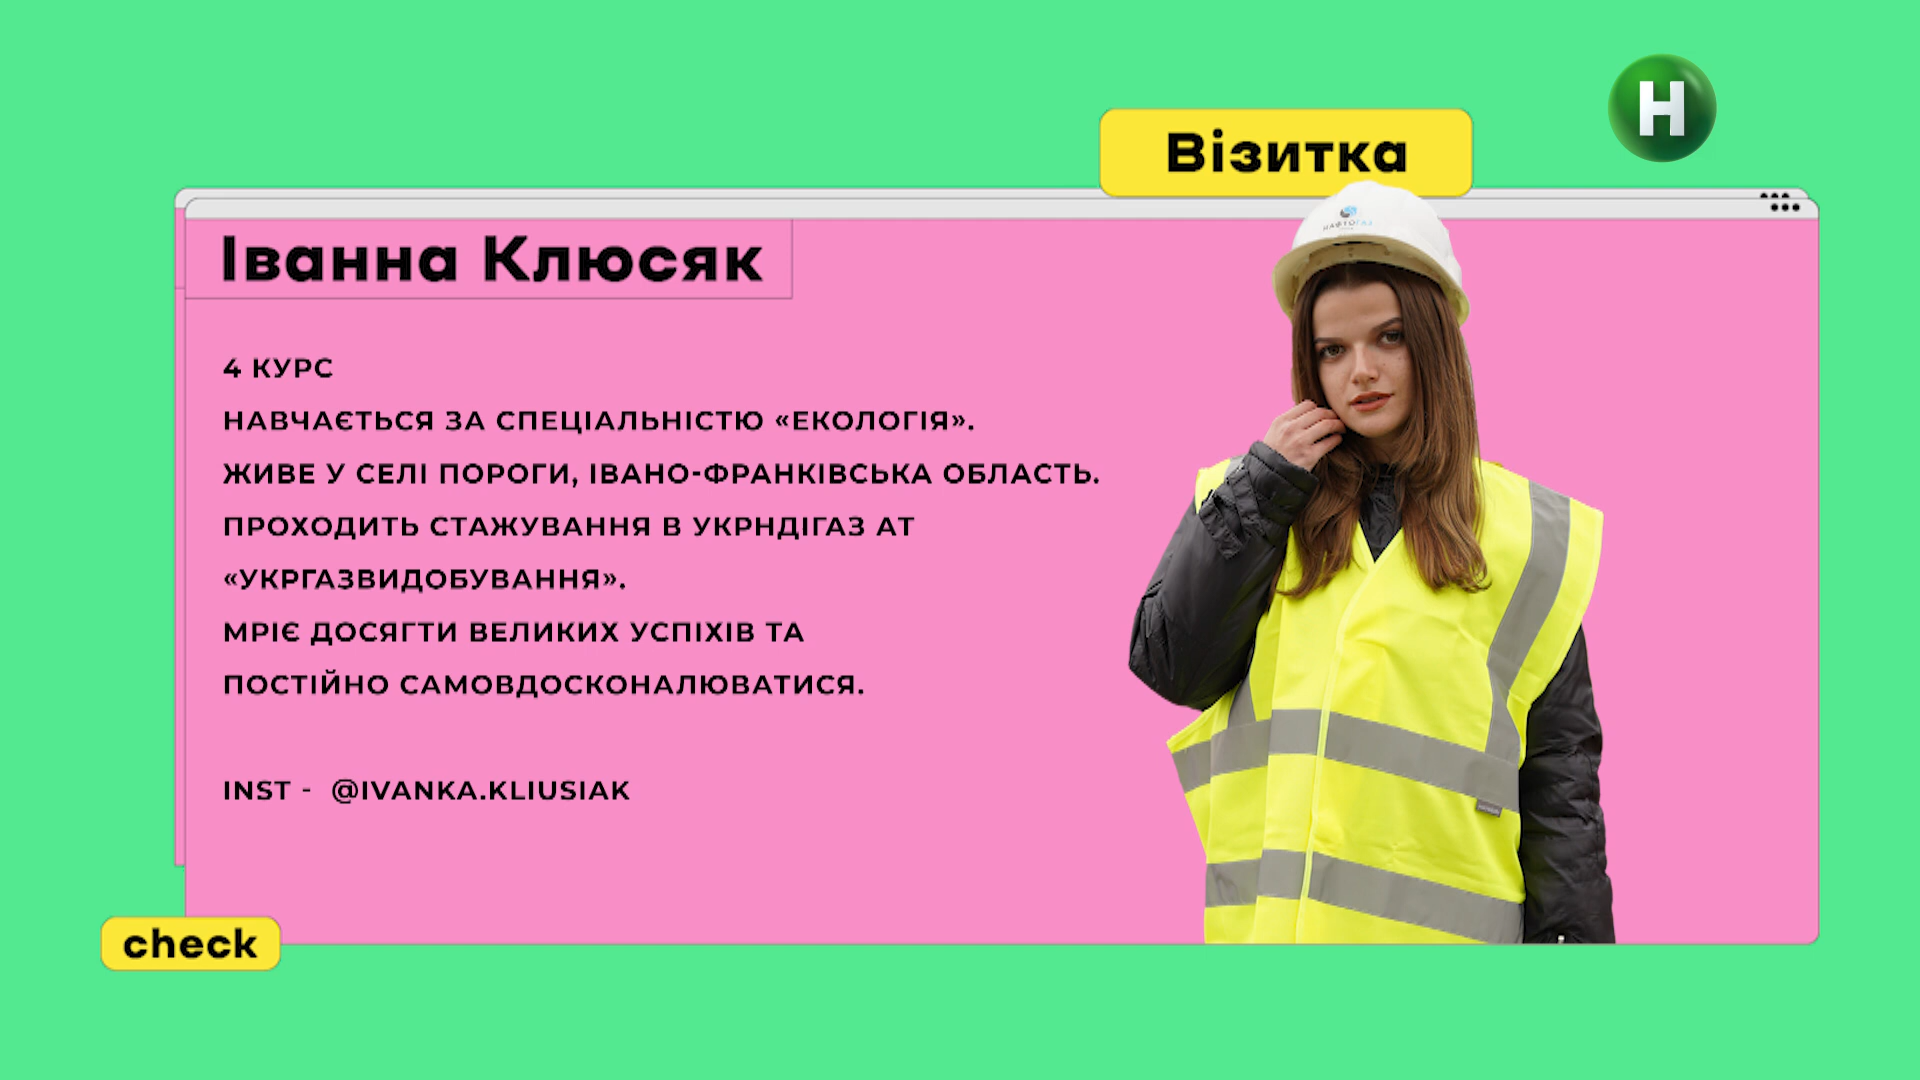 Н
Візитка
НАФТОГАЗ
Іванна Клюсяк
4 КУРС
НАВЧАЄТЬСЯ ЗА СПЕЦІАЛЬНІСТЮ «ЕКОЛОГІЯ».
ЖИВЕ У СЕЛІ ПОРОГИ, ІВАНО-ФРАНКІВСЬКА ОБЛАСТЬ.
ПРОХОДИТЬ СТАЖУВАННЯ В УКРНДІГАЗ АТ
«УКРГАЗВИДОБУВАННЯ».
МРІЄ ДОСЯГТИ ВЕЛИКИХ УСПІХІВ ТА
ПОСТІЙНО САМОВДОСКОНАЛЮВАТИСЯ.
INST - @IVANKA.KLIUSIAK
check